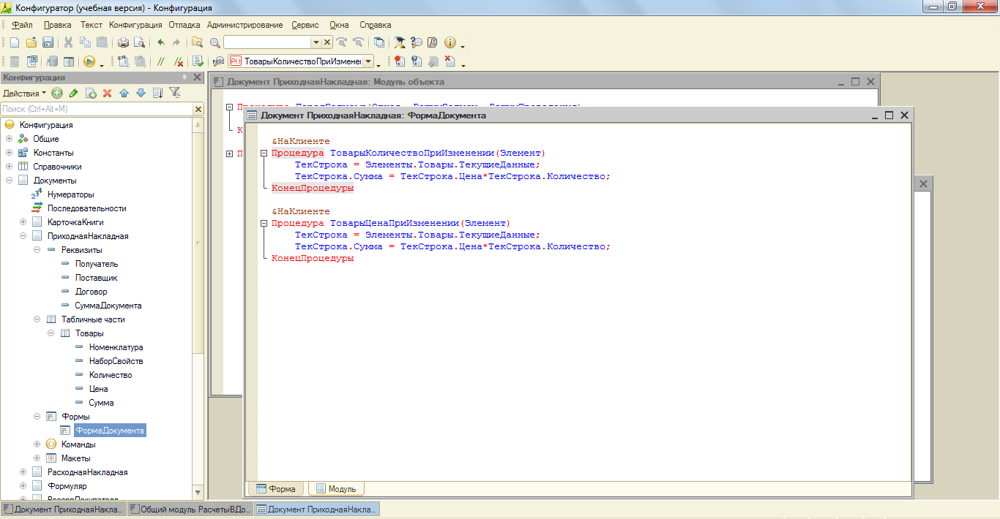 Конфигуратор (учебная версия) - Конфигурация
Файл Правка Текст Конфигурация Отладка Администрирование Сервис Окна Справка
ТоварыКоличествоПриИзменен
Конфигурация
Действия
Поиск (Ctrl+Alt+M)
Конфигурация
Общие
Константы
Справочники
Документы
Нумераторы
Последовательности
КарточкаКниги
ПриходнаяНакладная
Реквизиты
Получатель
Поставщик
Договор
СуммаДокумента
Табличные части
Товары
Номенклатура
НаборСвойств
Количество
Цена
Сумма
Формы
ФормаДокумента
Команды
Макеты
РасходнаяНакладная
Формуляр
Документ ПриходнаяНакладная: Модуль объекта
Документ ПриходнаяНакладная: ФормаДокумента
&НаКлиенте
Процедура ТоварыКоличествоПриИзменении(Элемент)
ТекСтрока = Элементы.Товары.ТекущиеДанные;
ТекСтрока.Сумма = ТекСтрока.Цена*ТекСтрока.Количество;
КонецПроцедуры
&НаКлиенте
Процедура ТоварыЦенаПриИзменении(Элемент)
ТекСтрока = Элементы.Товары.ТекущиеДанные;
ТекСтрока.Сумма = ТекСтрока.Цена*ТекСтрока.Количество;
КонецПроцедуры
Форма Модуль
Документ ПриходнаяНакла... Общий модуль РасчетыВДо... Документ ПриходнаяНакла...